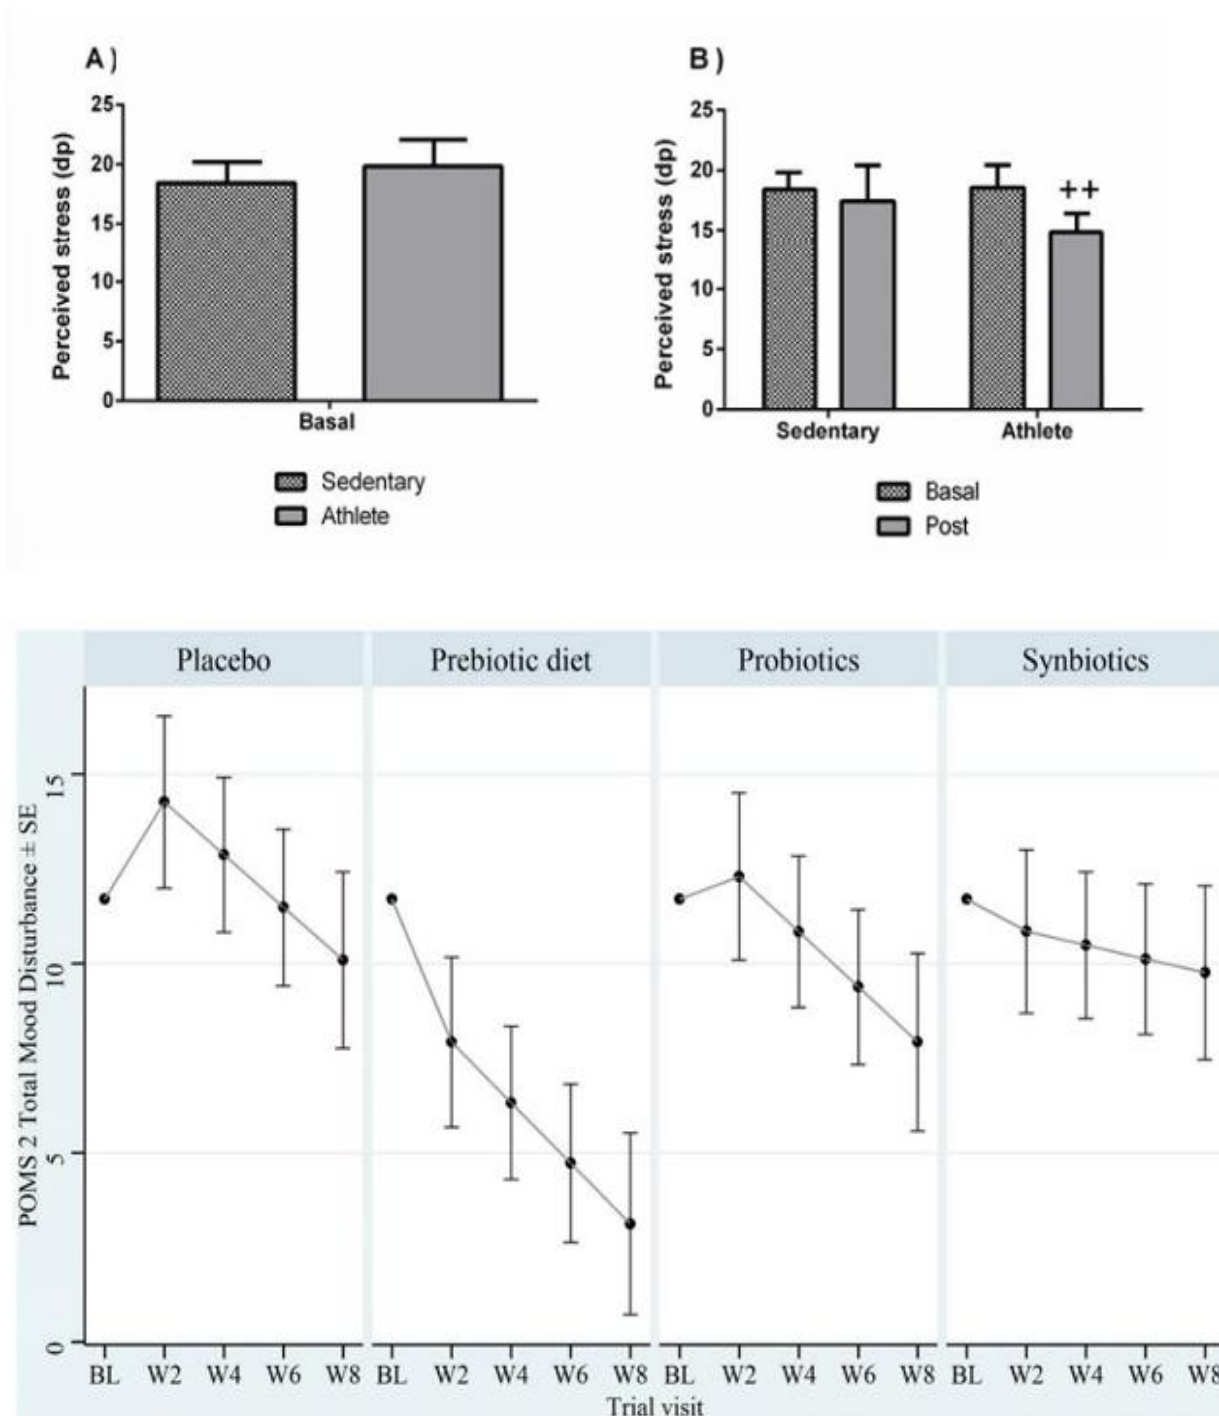 A)
Perceived stress (dp)
25
20
15
10
5
0
Basal
Sedentary
Athlete
B)
Perceived stress (dp)
25
20
15
10
5
0
++
Sedentary
Athlete
Basal
Post
Placebo
Prebiotic diet
Probiotics
Synbiotics
POMS 2 Total Mood Disturbance ± SE
15
10
5
0
BL W2 W4 W6 W8 BL W2 W4 W6 W8 BL W2 W4 W6 W8 BL W2 W4 W6 W8
Trial visit